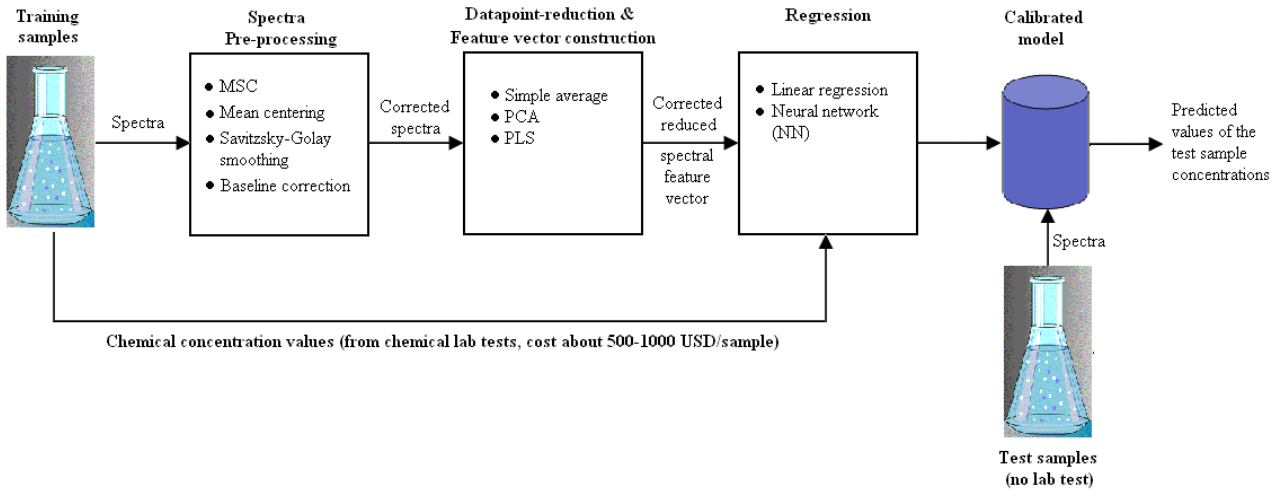 Training
samples
Spectra
Pre-processing
Datapoint-reduction &
Feature vector construction
Regression
Calibrated
model
Spectra
● MSC
● Mean centering
● Savitzsky-Golay
smoothing
● Baseline correction
Corrected
spectra
● Simple average
● PCA
● PLS
Corrected
reduced
spectral
feature
vector
● Linear regression
● Neural network
(NN)
Predicted
values of the
test sample
concentrations
Spectra
Chemical concentration values (from chemical lab tests, cost about 500-1000 USD/sample)
Test samples
(no lab test)